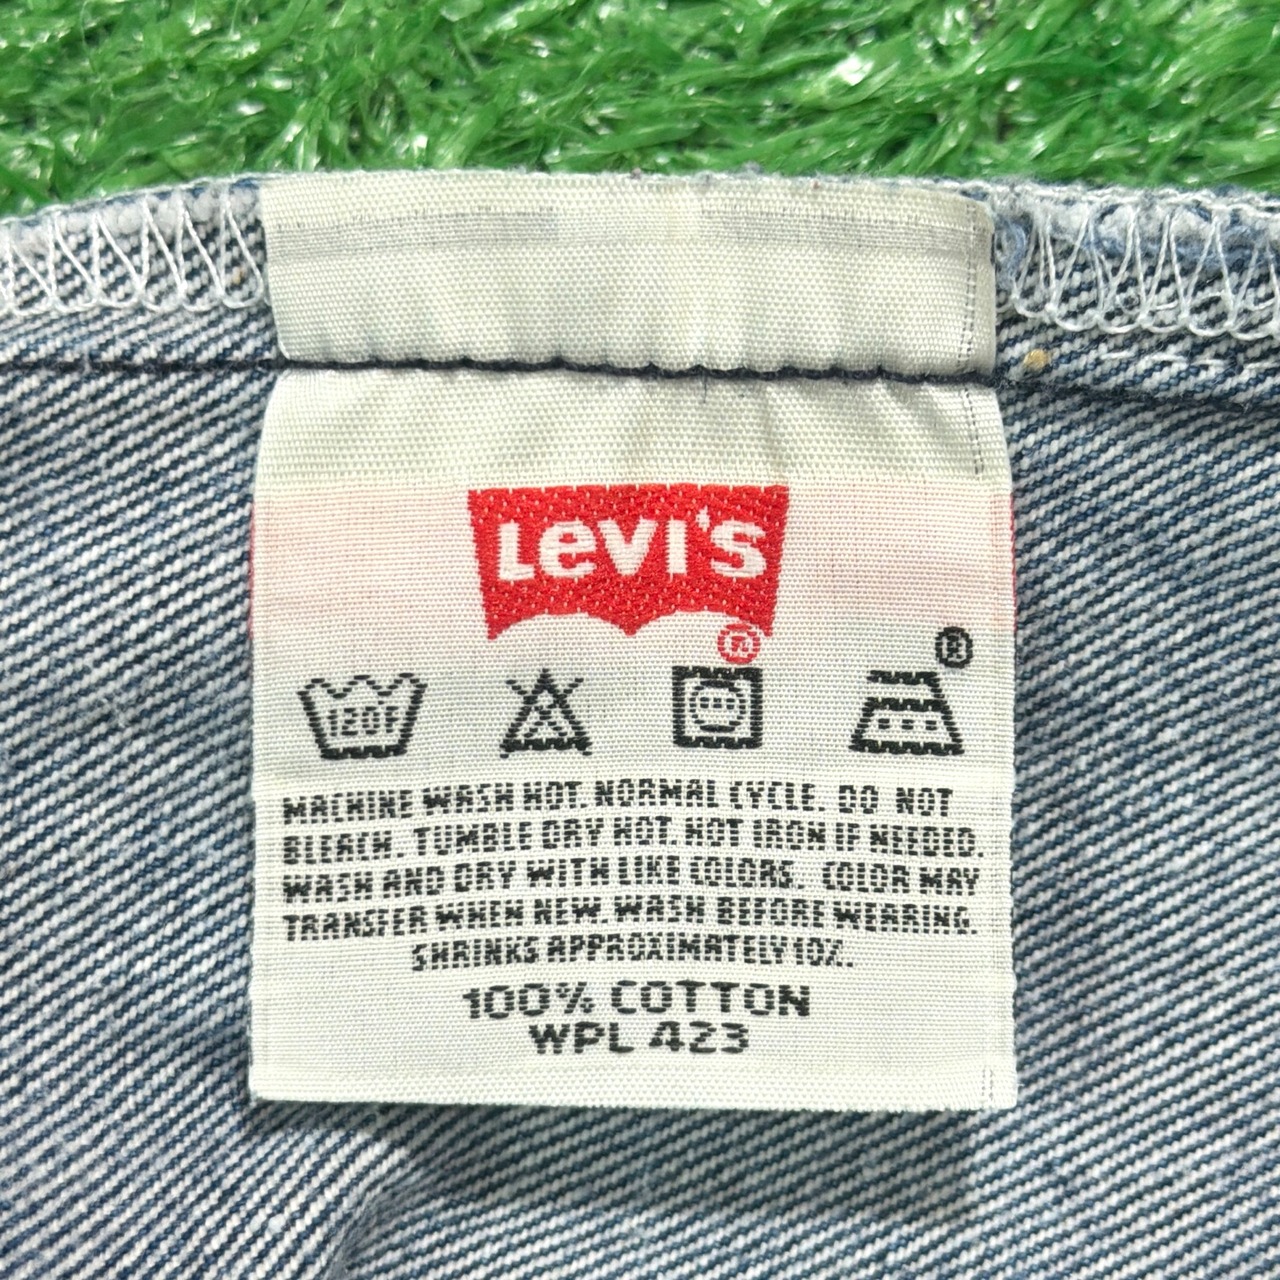 LEVI'S
®
®
120F
MACHINE WASH HOT. NORMAL CYCLE. DO NOT
BLEACH. TUMBLE DRY HOT. HOT IRON IF NEEDED.
WASH AND DRY WITH LIKE COLORS. COLOR MAY
TRANSFER WHEN NEW. WASH BEFORE WEARING.
SHRINKS APPROXIMATELY 10%.
100% COTTON
WPL 423